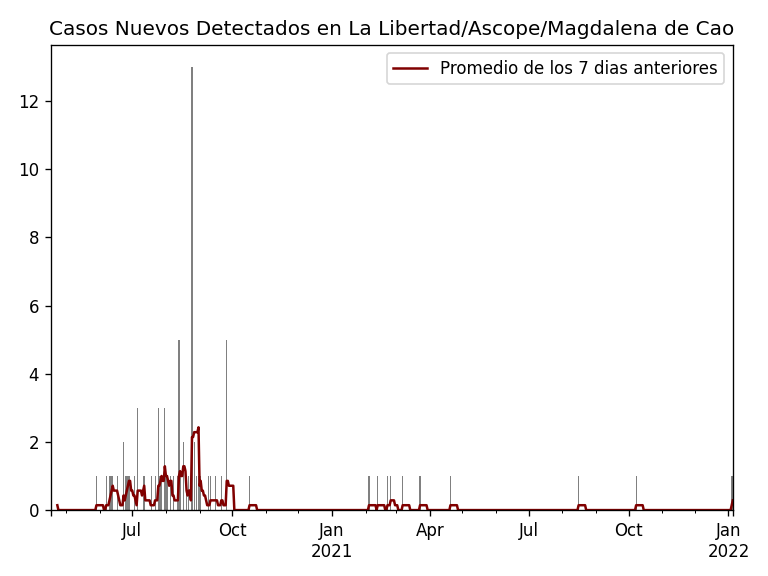 Casos Nuevos Detectados en La Libertad/Ascope/Magdalena de Cao
Promedio de los 7 dias anteriores
12
10
8
6
4
2
0
Jul Oct Jan Apr Jul Oct Jan
2021 2022